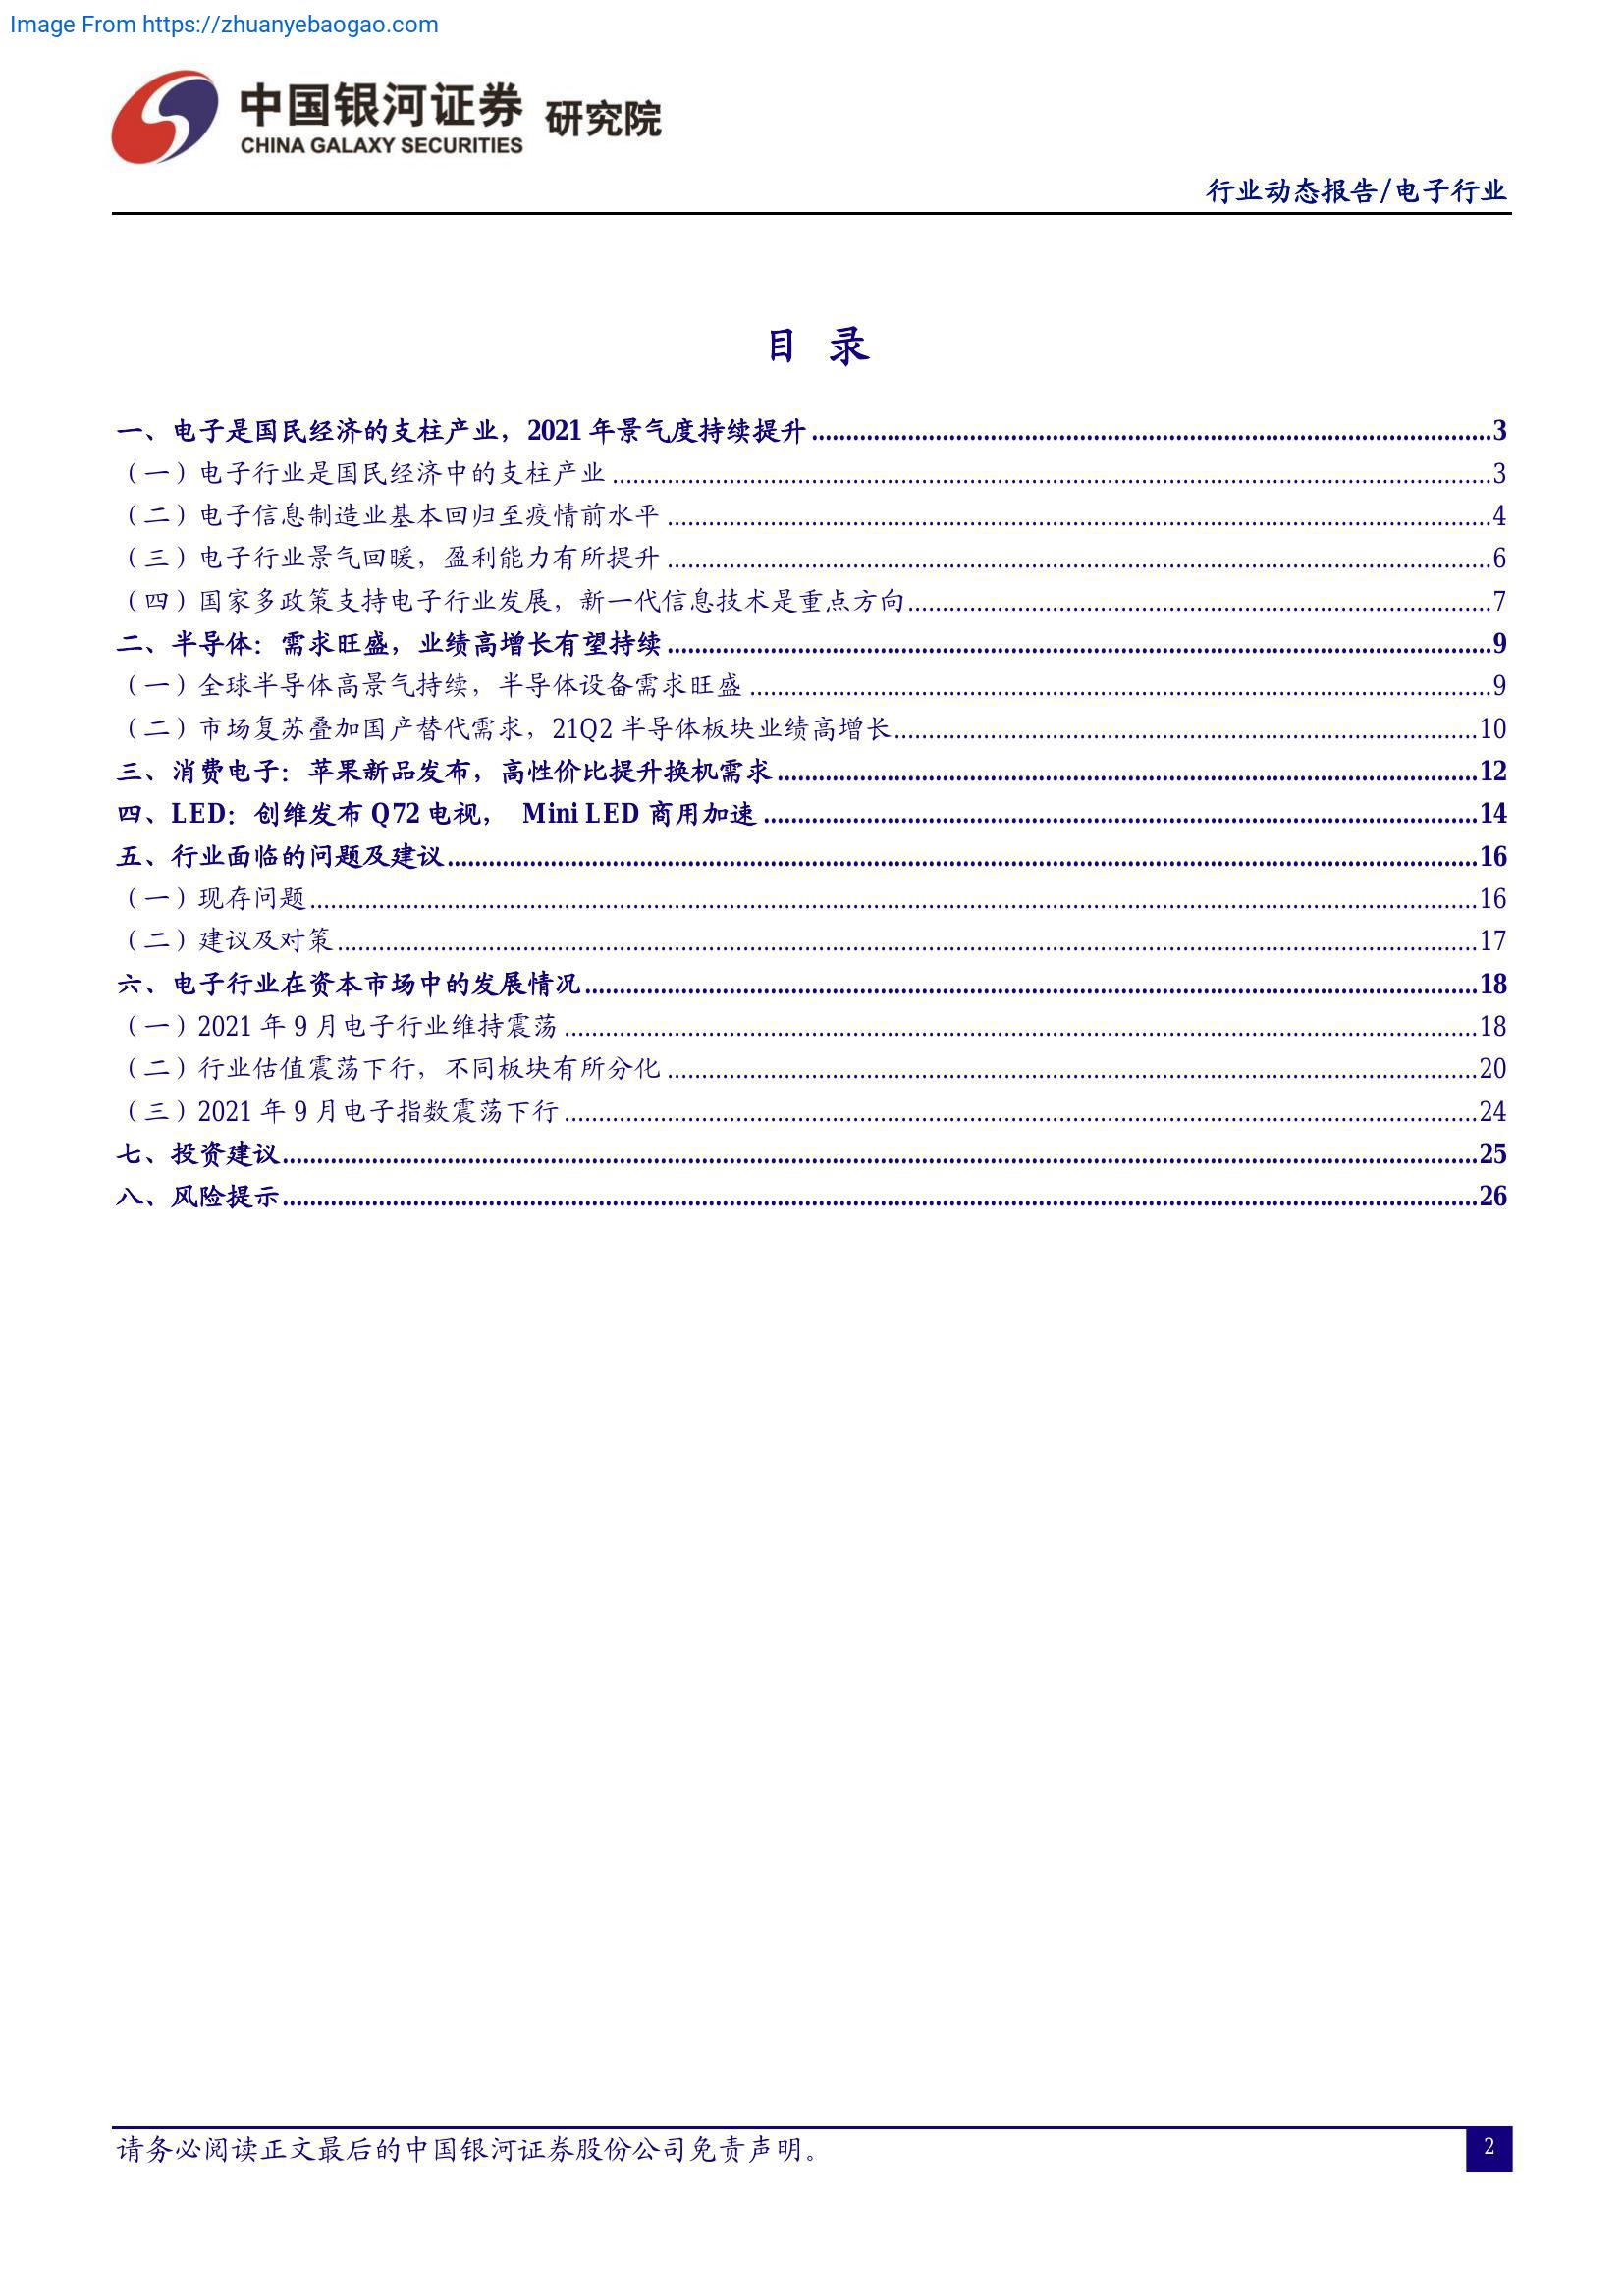 Image From https://zhuanyebaogao.com
中国银河证券 研究院
CHINA GALAXY SECURITIES
行业动态报告/电子行业
目 录
一、电子是国民经济的支柱产业，2021 年景气度持续提升...3
（一）电子行业是国民经济中的支柱产业...3
（二）电子信息制造业基本回归至疫情前水平...4
（三）电子行业景气回暖，盈利能力有所提升...6
（四）国家多政策支持电子行业发展，新一代信息技术是重点方向...7
二、半导体：需求旺盛，业绩高增长有望持续...9
（一）全球半导体高景气持续，半导体设备需求旺盛...9
（二）市场复苏叠加国产替代需求，21Q2 半导体板块业绩高增长...10
三、消费电子：苹果新品发布，高性价比提升换机需求...12
四、LED：创维发布 Q72 电视， Mini LED 商用加速...14
五、行业面临的问题及建议...16
（一）现存问题...16
（二）建议及对策...17
六、电子行业在资本市场中的发展情况...18
（一）2021 年 9 月电子行业维持震荡...18
（二）行业估值震荡下行，不同板块有所分化...20
（三）2021 年 9 月电子指数震荡下行...24
七、投资建议...25
八、风险提示...26
请务必阅读正文最后的中国银河证券股份公司免责声明。
2